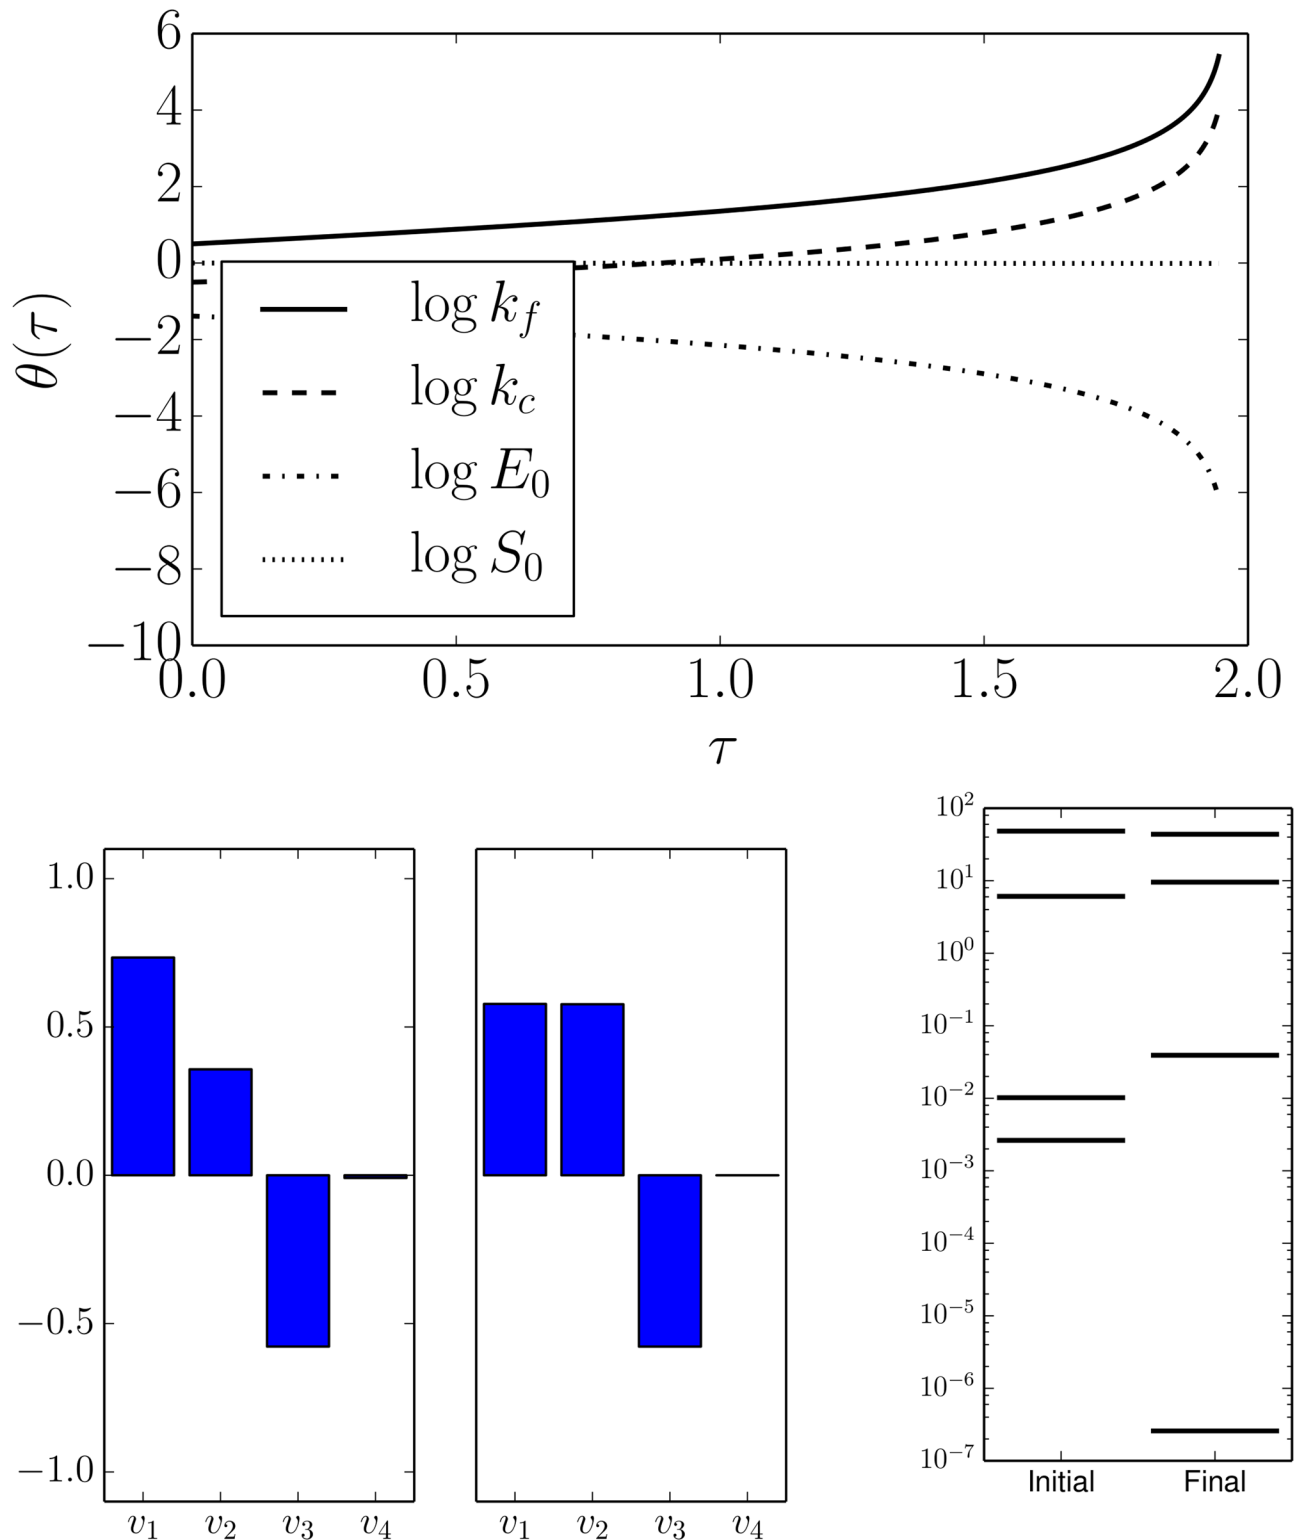 6
4
2
0
−2
−4
−6
−8
−10
θ(τ)
log k_f
log k_c
log E_0
log S_0
0.0 0.5 1.0 1.5 2.0
τ
1.0
0.5
0.0
−0.5
−1.0
v_1 v_2 v_3 v_4
v_1 v_2 v_3 v_4
10^2
10^1
10^0
10^−1
10^−2
10^−3
10^−4
10^−5
10^−6
10^−7
Initial Final